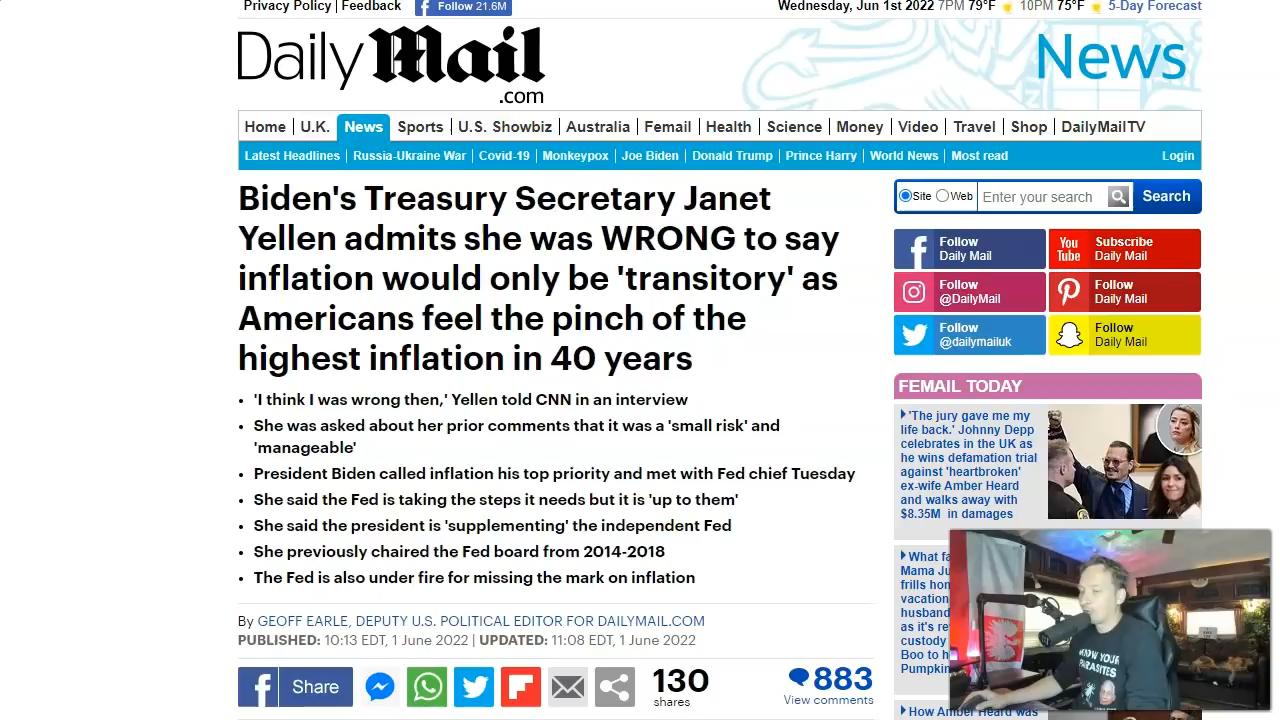 Privacy Policy | Feedback
Follow 21.6M
Wednesday, Jun 1st 2022 7PM 79°F 10PM 75°F 5-Day Forecast
Daily Mail
.com
News
Home U.K. News Sports U.S. Showbiz Australia Femail Health Science Money Video Travel Shop DailyMailTV
Latest Headlines Russia-Ukraine War Covid-19 Monkeypox Joe Biden Donald Trump Prince Harry World News Most read Login
Biden's Treasury Secretary Janet
Yellen admits she was WRONG to say
inflation would only be 'transitory' as
Americans feel the pinch of the
highest inflation in 40 years
• 'I think I was wrong then,' Yellen told CNN in an interview
• She was asked about her prior comments that it was a 'small risk' and
'manageable'
• President Biden called inflation his top priority and met with Fed chief Tuesday
• She said the Fed is taking the steps it needs but it is 'up to them'
• She said the president is 'supplementing' the independent Fed
• She previously chaired the Fed board from 2014-2018
• The Fed is also under fire for missing the mark on inflation
By GEOFF EARLE, DEPUTY U.S. POLITICAL EDITOR FOR DAILYMAIL.COM
PUBLISHED: 10:13 EDT, 1 June 2022 | UPDATED: 11:08 EDT, 1 June 2022
Share
130
shares
883
View comments
Site Web Enter your search Search
Follow
Daily Mail
You
Tube
Subscribe
Daily Mail
Follow
@DailyMail
Follow
Daily Mail
Follow
@dailymailuk
Follow
Daily Mail
FEMAIL TODAY
'The jury gave me my
life back.' Johnny Depp
celebrates in the UK as
he wins defamation trial
against 'heartbroken'
ex-wife Amber Heard
and walks away with
$8.35M in damages
What fa
Mama Ju
frills hon
vacation
husband
as it's re
custody
Boo to h
Pumpkin
How Amber Heard was
KNOW YOUR
PARASITES